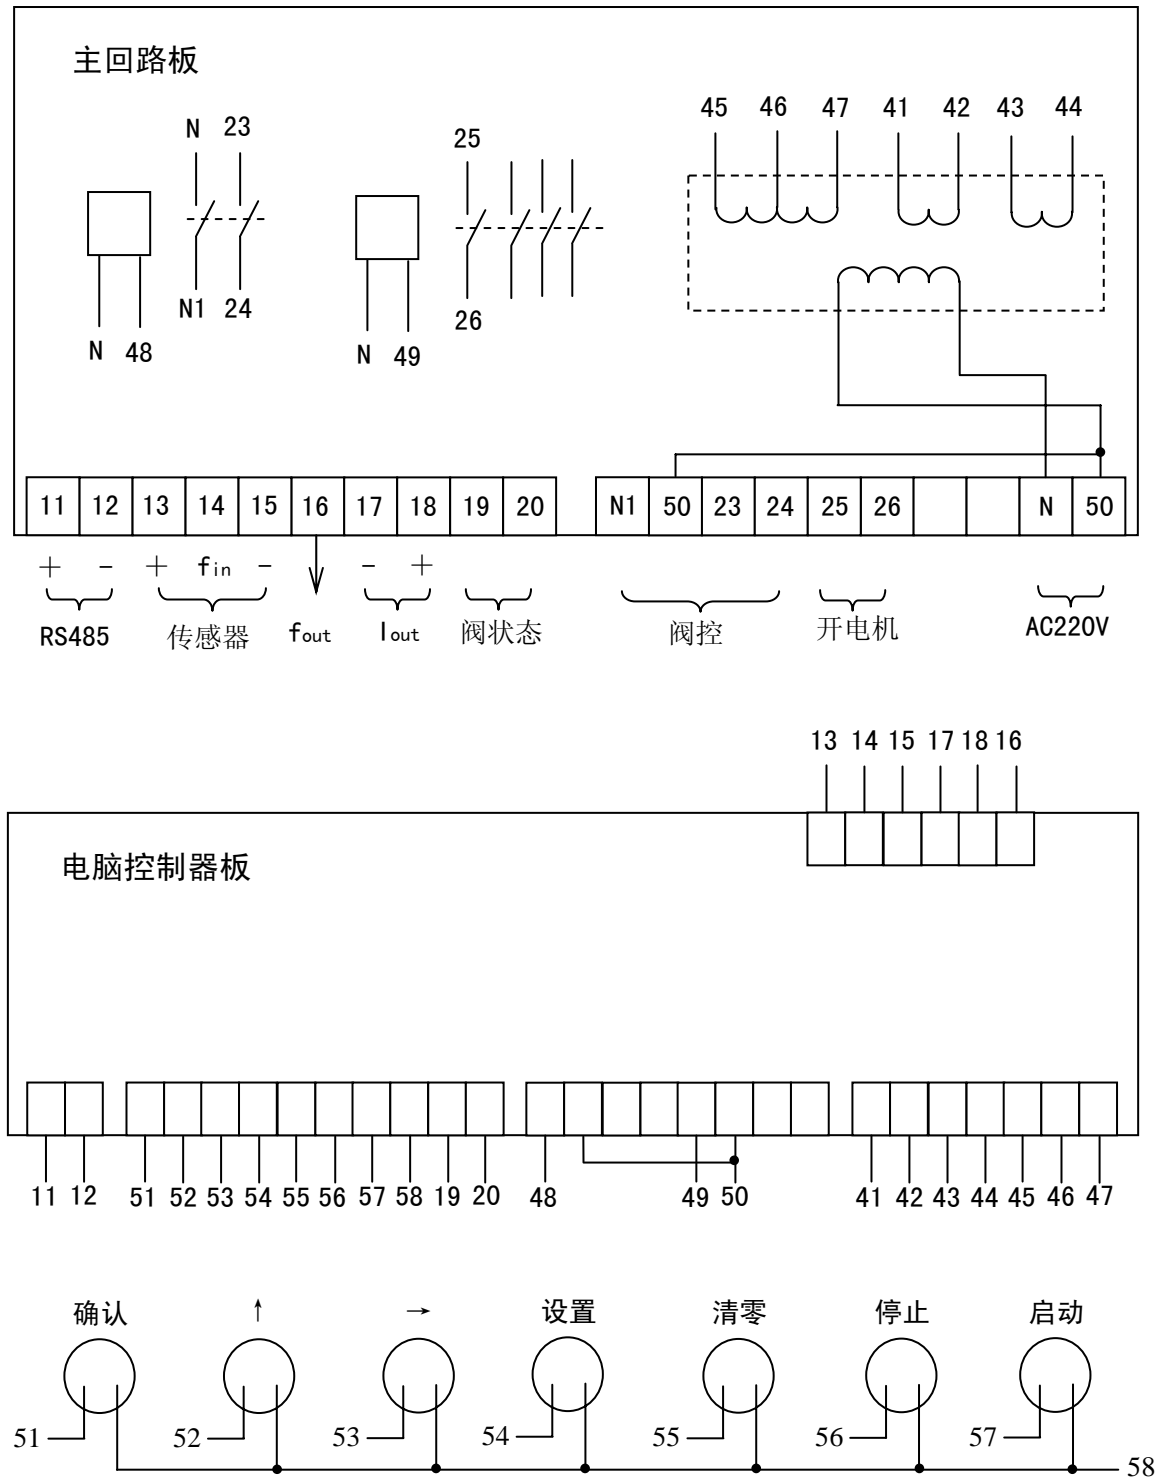 主回路板
45 46 47 41 42 43 44
N 23
25
N1 24
26
N 48
N 49
11 12 13 14 15 16 17 18 19 20 N1 50 23 24 25 26 N 50
+ - + fin - - +
RS485 传感器 fout Iout 阀状态 阀控 开电机 AC220V
13 14 15 17 18 16
电脑控制器板
11 12 51 52 53 54 55 56 57 58 19 20 48 49 50 41 42 43 44 45 46 47
确认 ↑ → 设置 清零 停止 启动
51 52 53 54 55 56 57
58